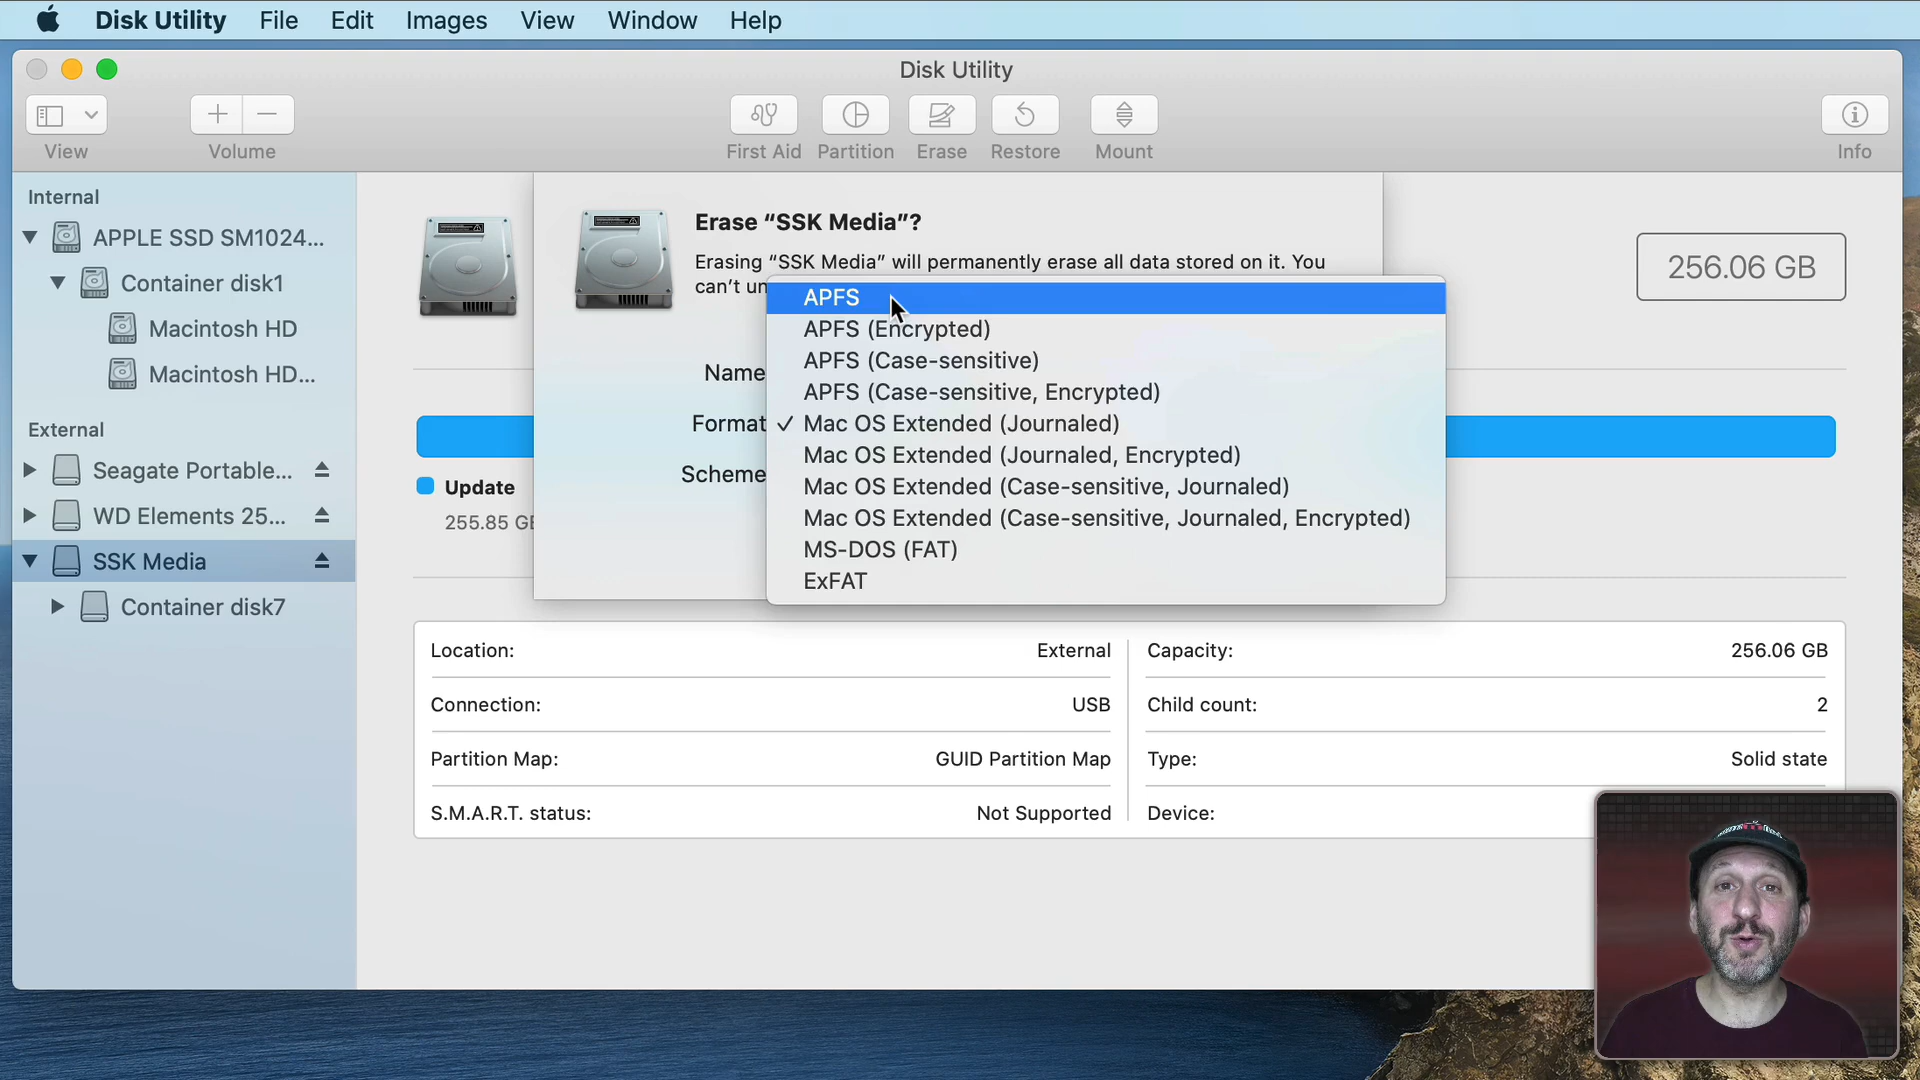 Disk Utility File Edit Images View Window Help
Disk Utility
View
Volume
First Aid
Partition
Erase
Restore
Mount
Info
Internal
APPLE SSD SM1024...
Container disk1
Macintosh HD
Macintosh HD...
External
Seagate Portable...
WD Elements 25...
SSK Media
Container disk7
Erase “SSK Media”?
Erasing “SSK Media” will permanently erase all data stored on it. You
can’t un
256.06 GB
Name
Format
Scheme
APFS
APFS (Encrypted)
APFS (Case-sensitive)
APFS (Case-sensitive, Encrypted)
✓ Mac OS Extended (Journaled)
Mac OS Extended (Journaled, Encrypted)
Mac OS Extended (Case-sensitive, Journaled)
Mac OS Extended (Case-sensitive, Journaled, Encrypted)
MS-DOS (FAT)
ExFAT
Update
255.85 GB
Location: External
Connection: USB
Partition Map: GUID Partition Map
S.M.A.R.T. status: Not Supported
Capacity: 256.06 GB
Child count: 2
Type: Solid state
Device: